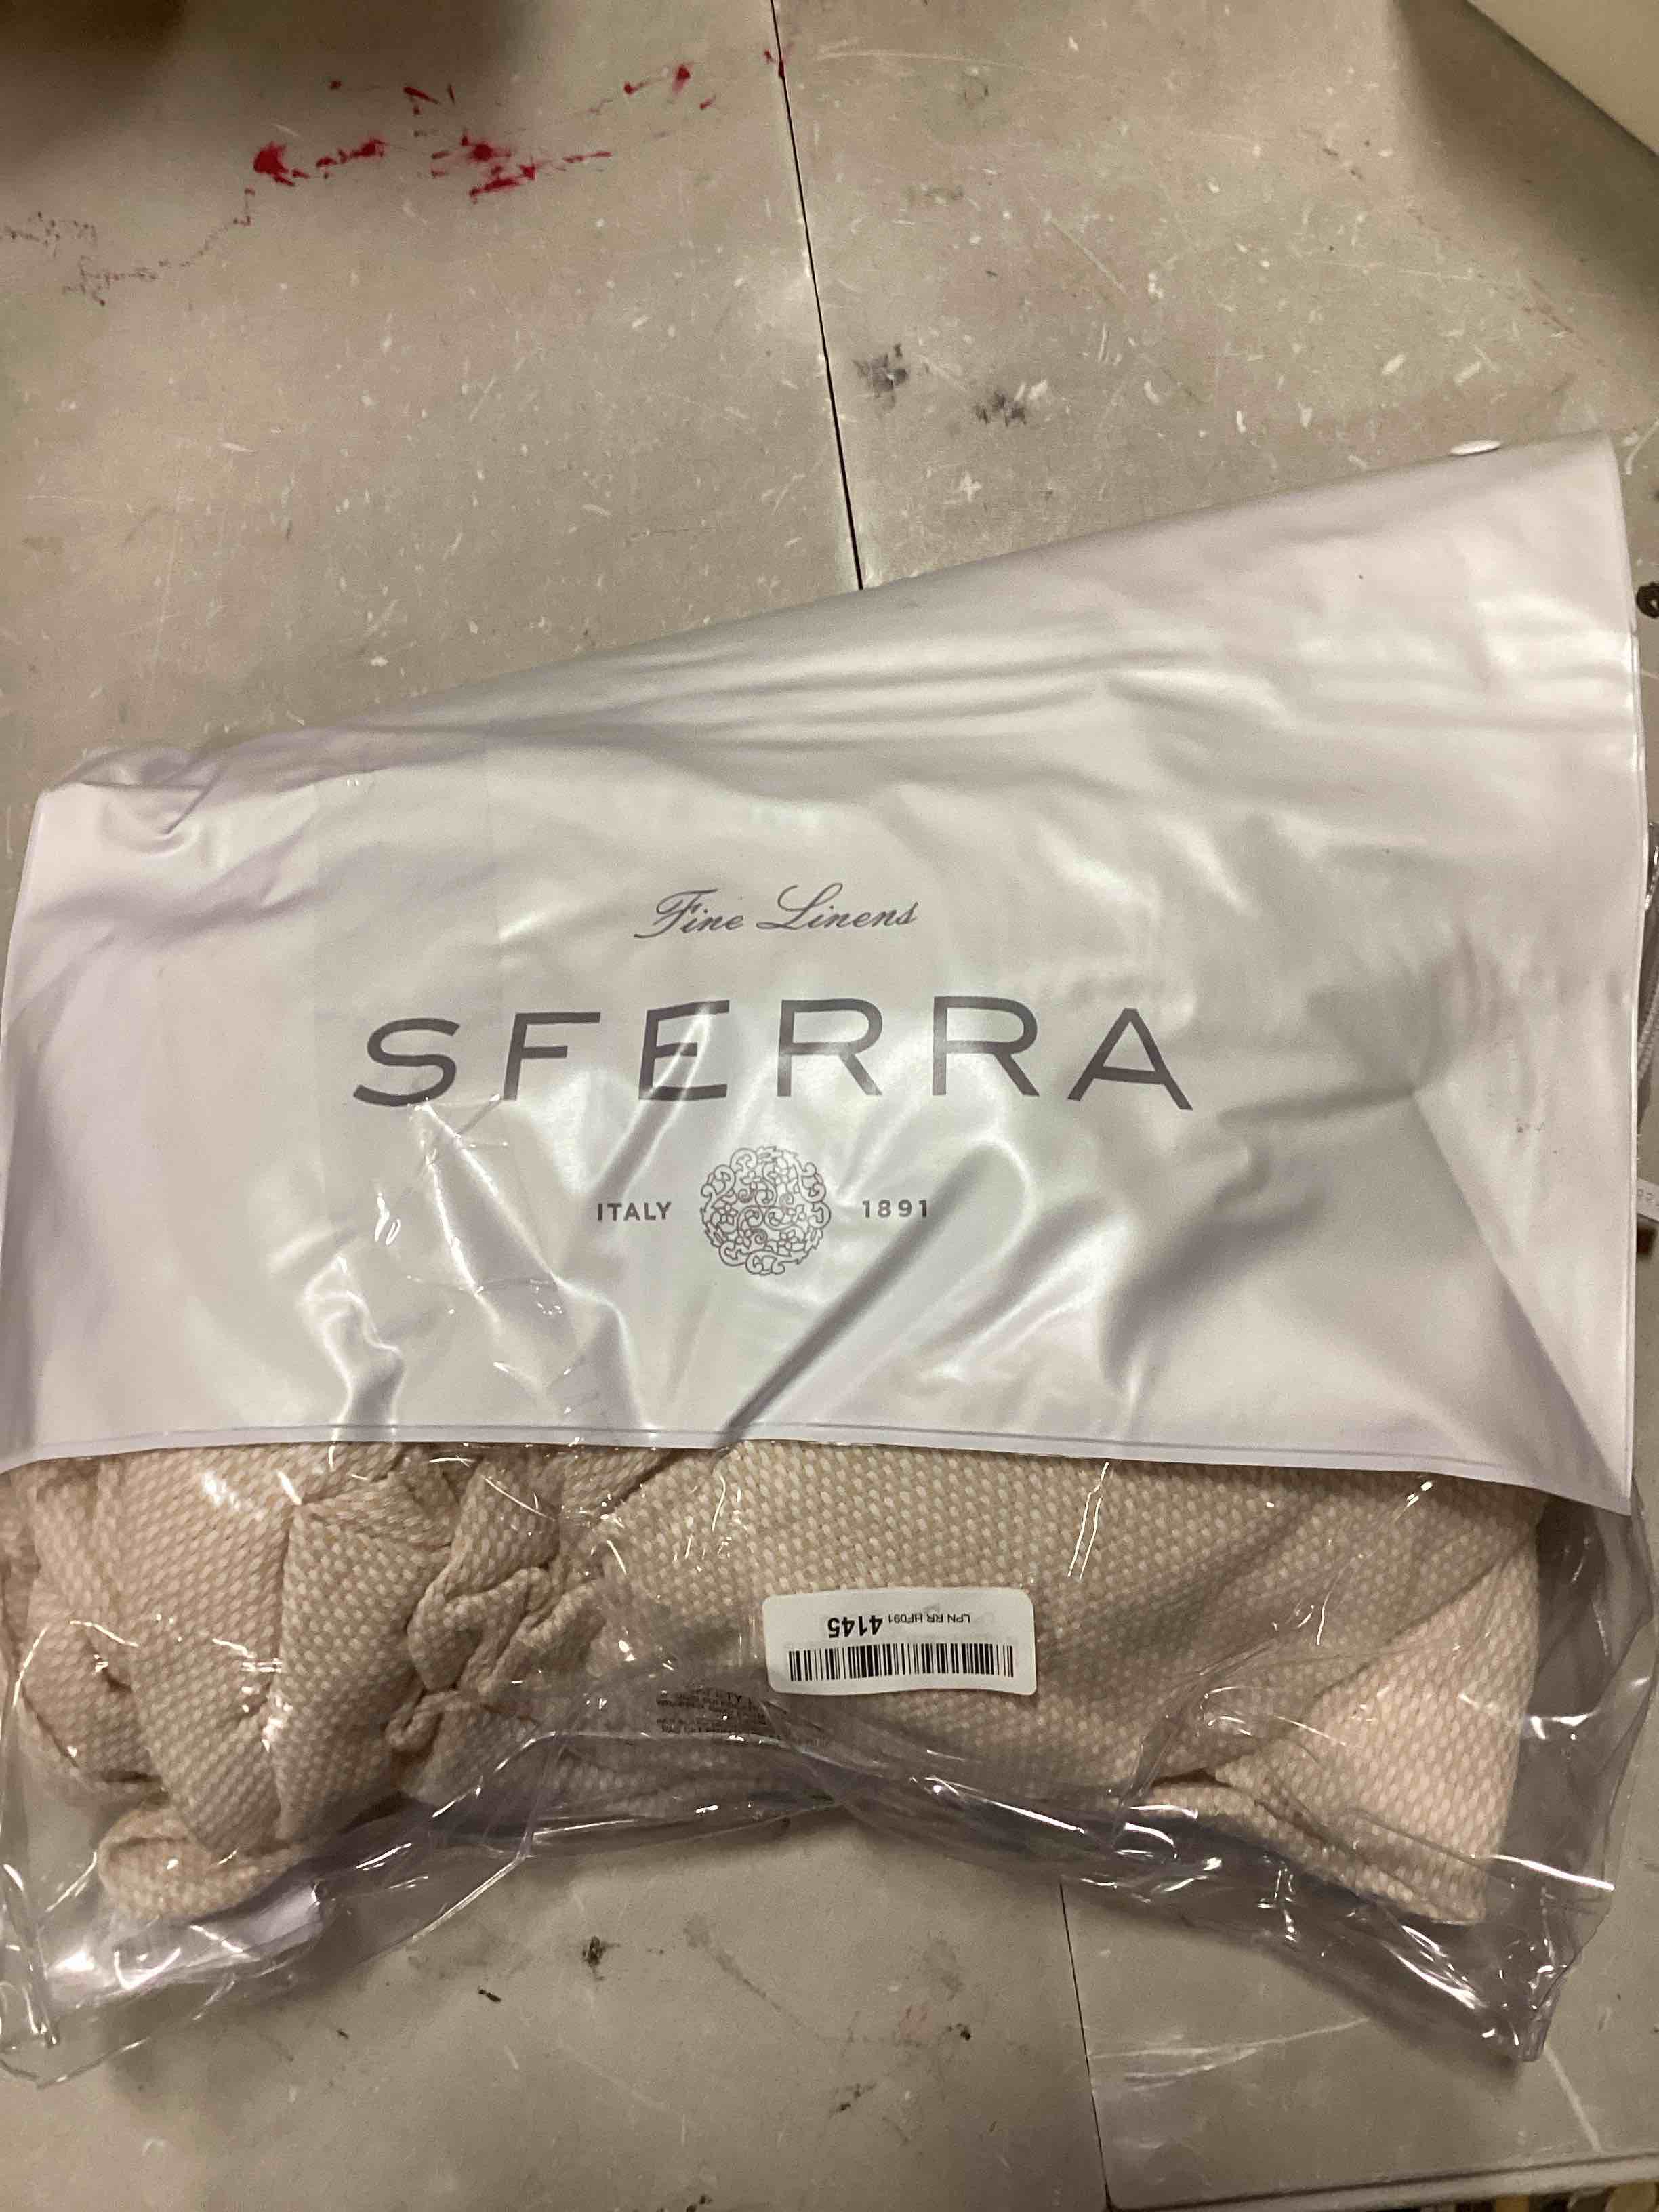 Fine Linens
SFERRA
ITALY 1891
LPN RR HF091 4145